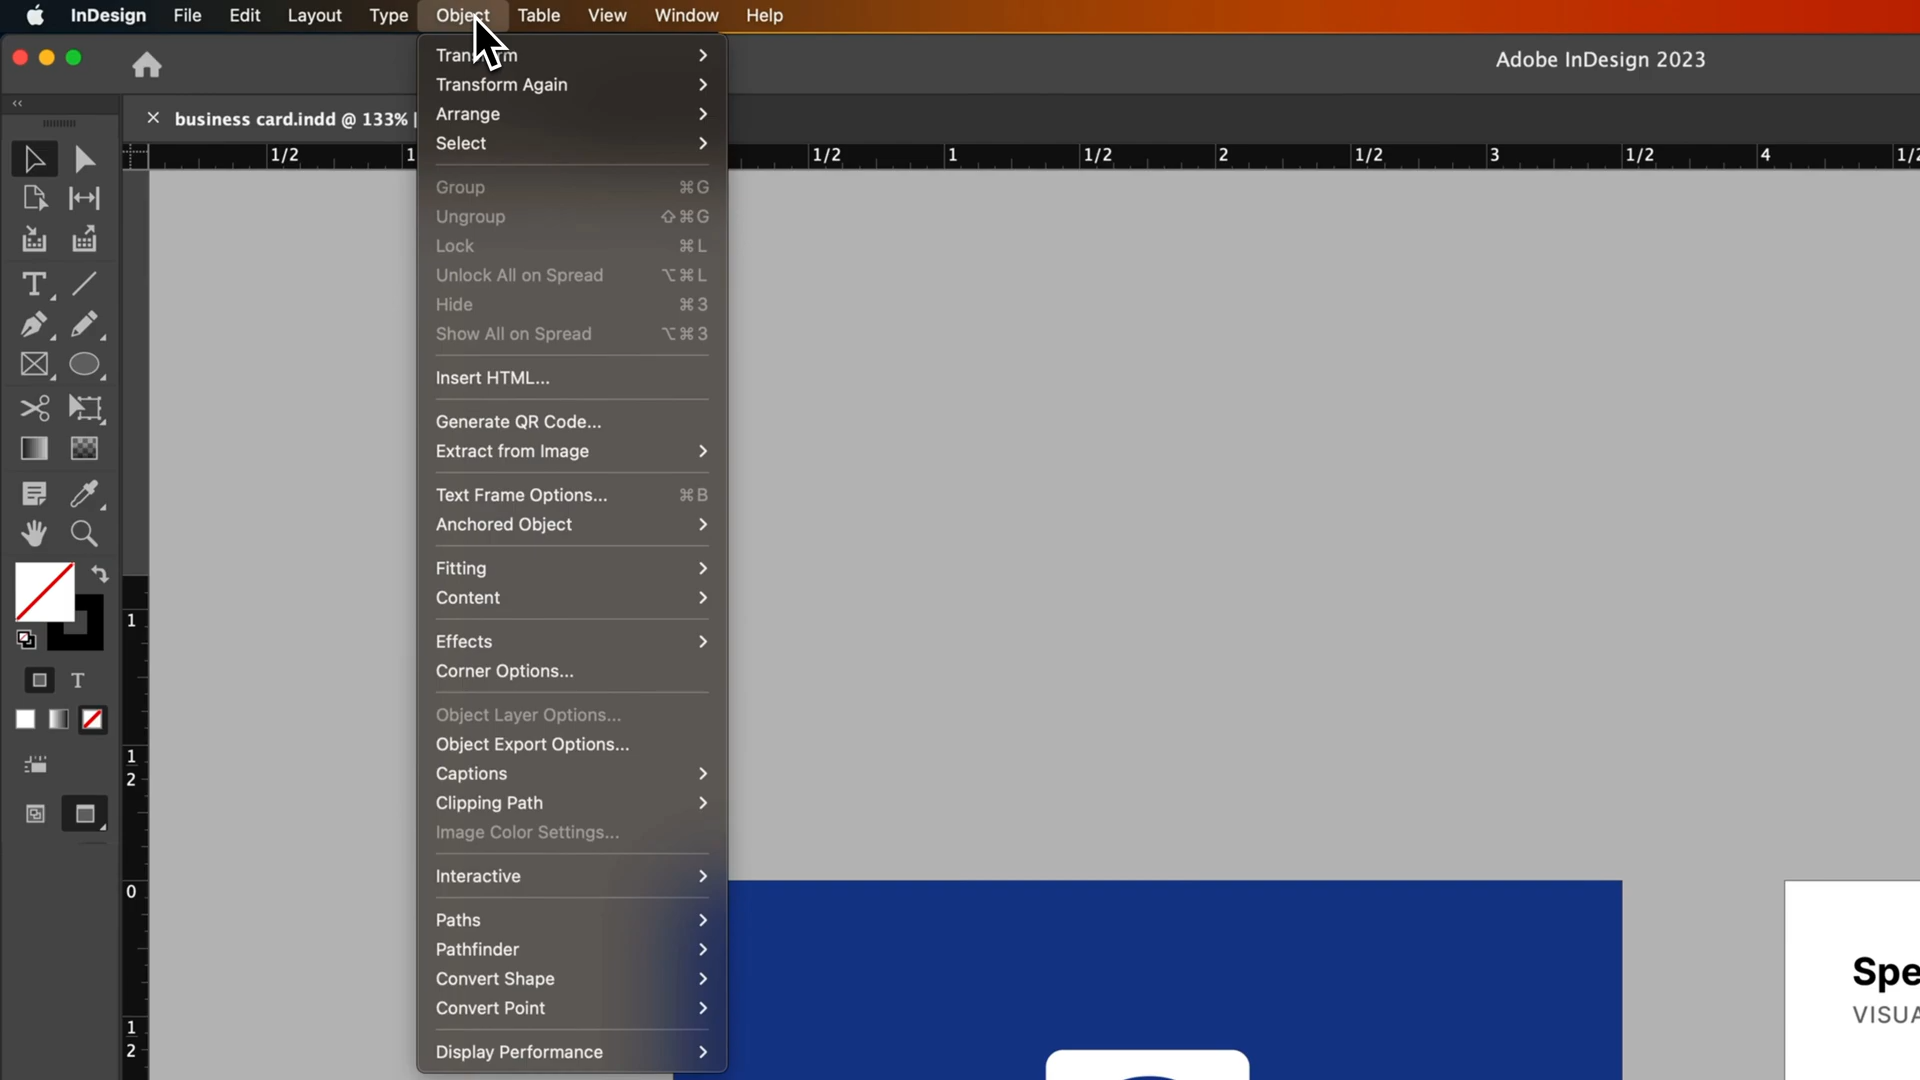 InDesign File Edit Layout Type Object Table View Window Help
Adobe InDesign 2023
business card.indd @ 133%
1/2 1 1/2 1 1/2 2 1/2 3 1/2 4 1/2
Transform
Transform Again
Arrange
Select
Group ⌘G
Ungroup ⇧⌘G
Lock ⌘L
Unlock All on Spread ⌥⌘L
Hide ⌘3
Show All on Spread ⌥⌘3
Insert HTML...
Generate QR Code...
Extract from Image
Text Frame Options... ⌘B
Anchored Object
Fitting
Content
Effects
Corner Options...
Object Layer Options...
Object Export Options...
Captions
Clipping Path
Image Color Settings...
Interactive
Paths
Pathfinder
Convert Shape
Convert Point
Display Performance
T
T
1
1
2
0
1
2
Spe
VISUA